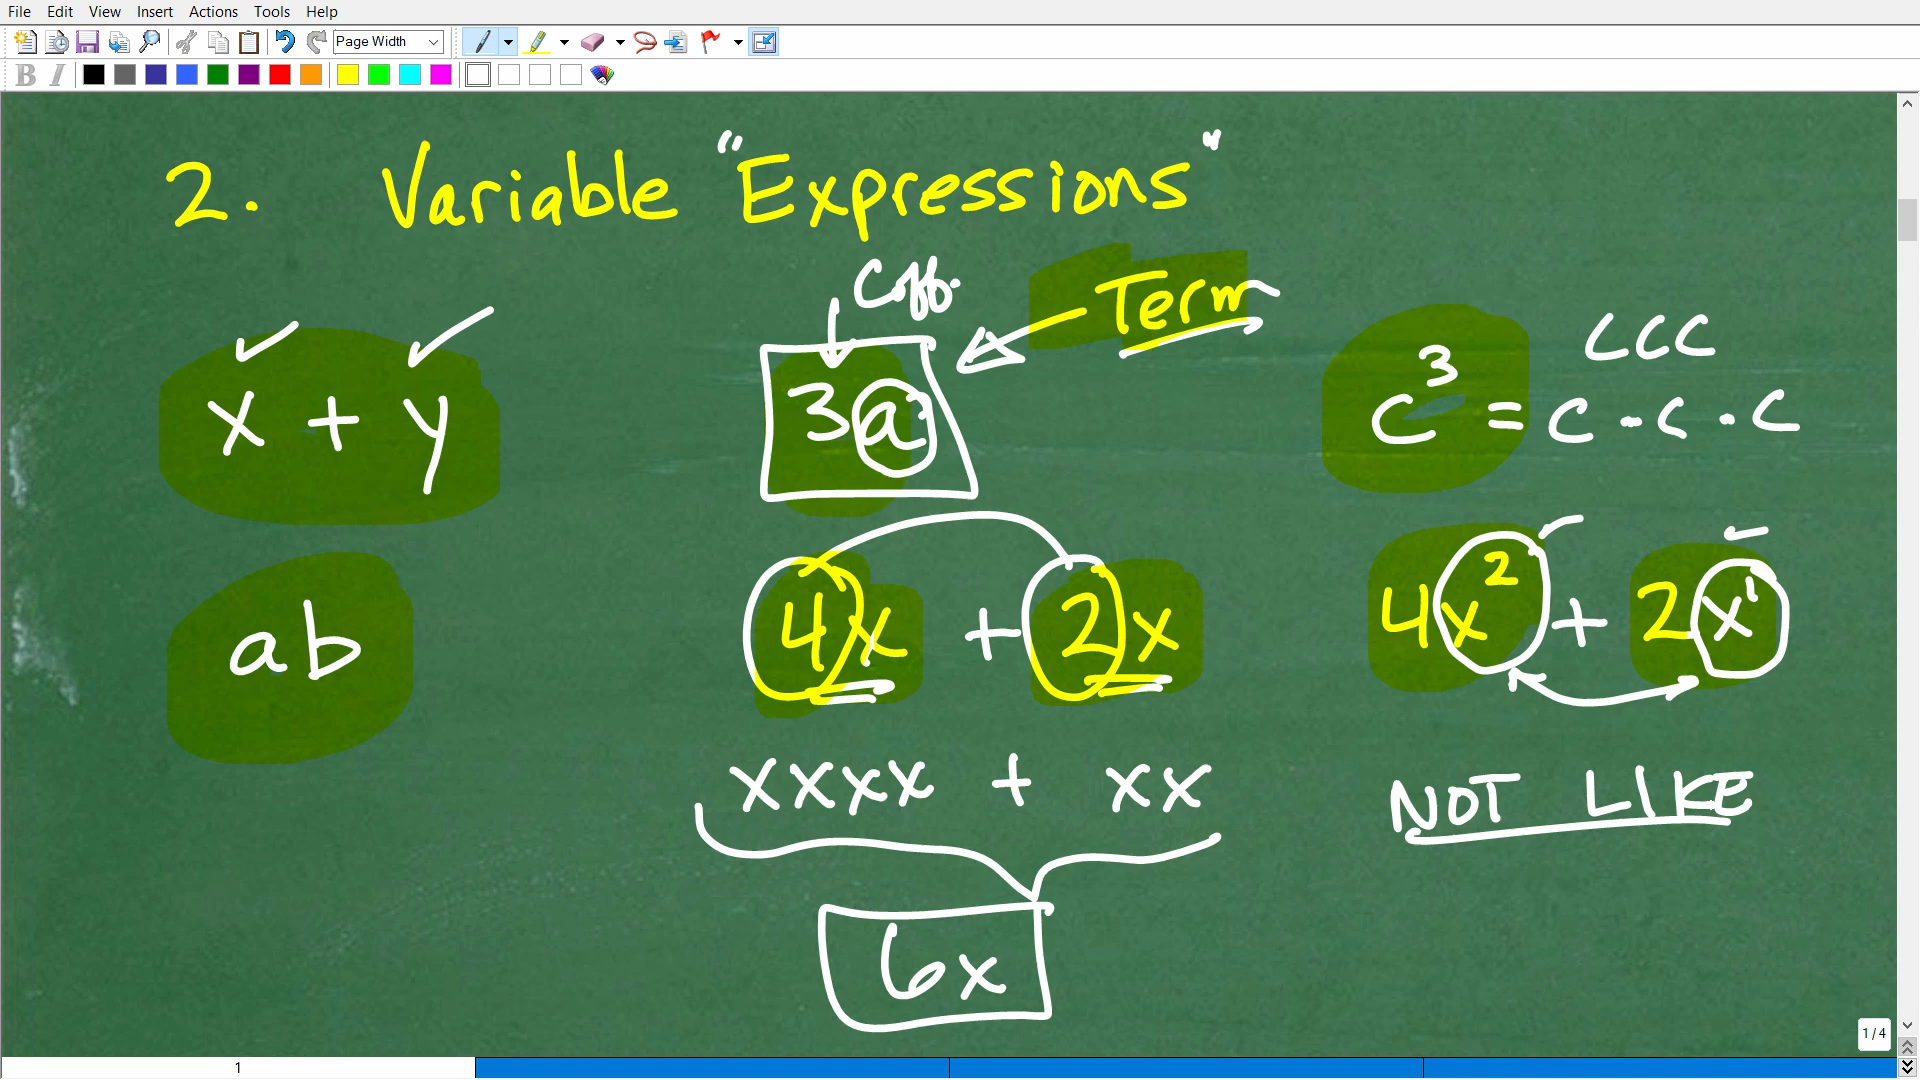 File Edit View Insert Actions Tools Help
Page Width
B I
2. Variable "Expressions"
Coff.
Term
x + y
3a
CCC
c³ = c · c · c
ab
4x + 2x
4x² + 2x¹
xxxx + xx
NOT LIKE
6x
1 / 4
1